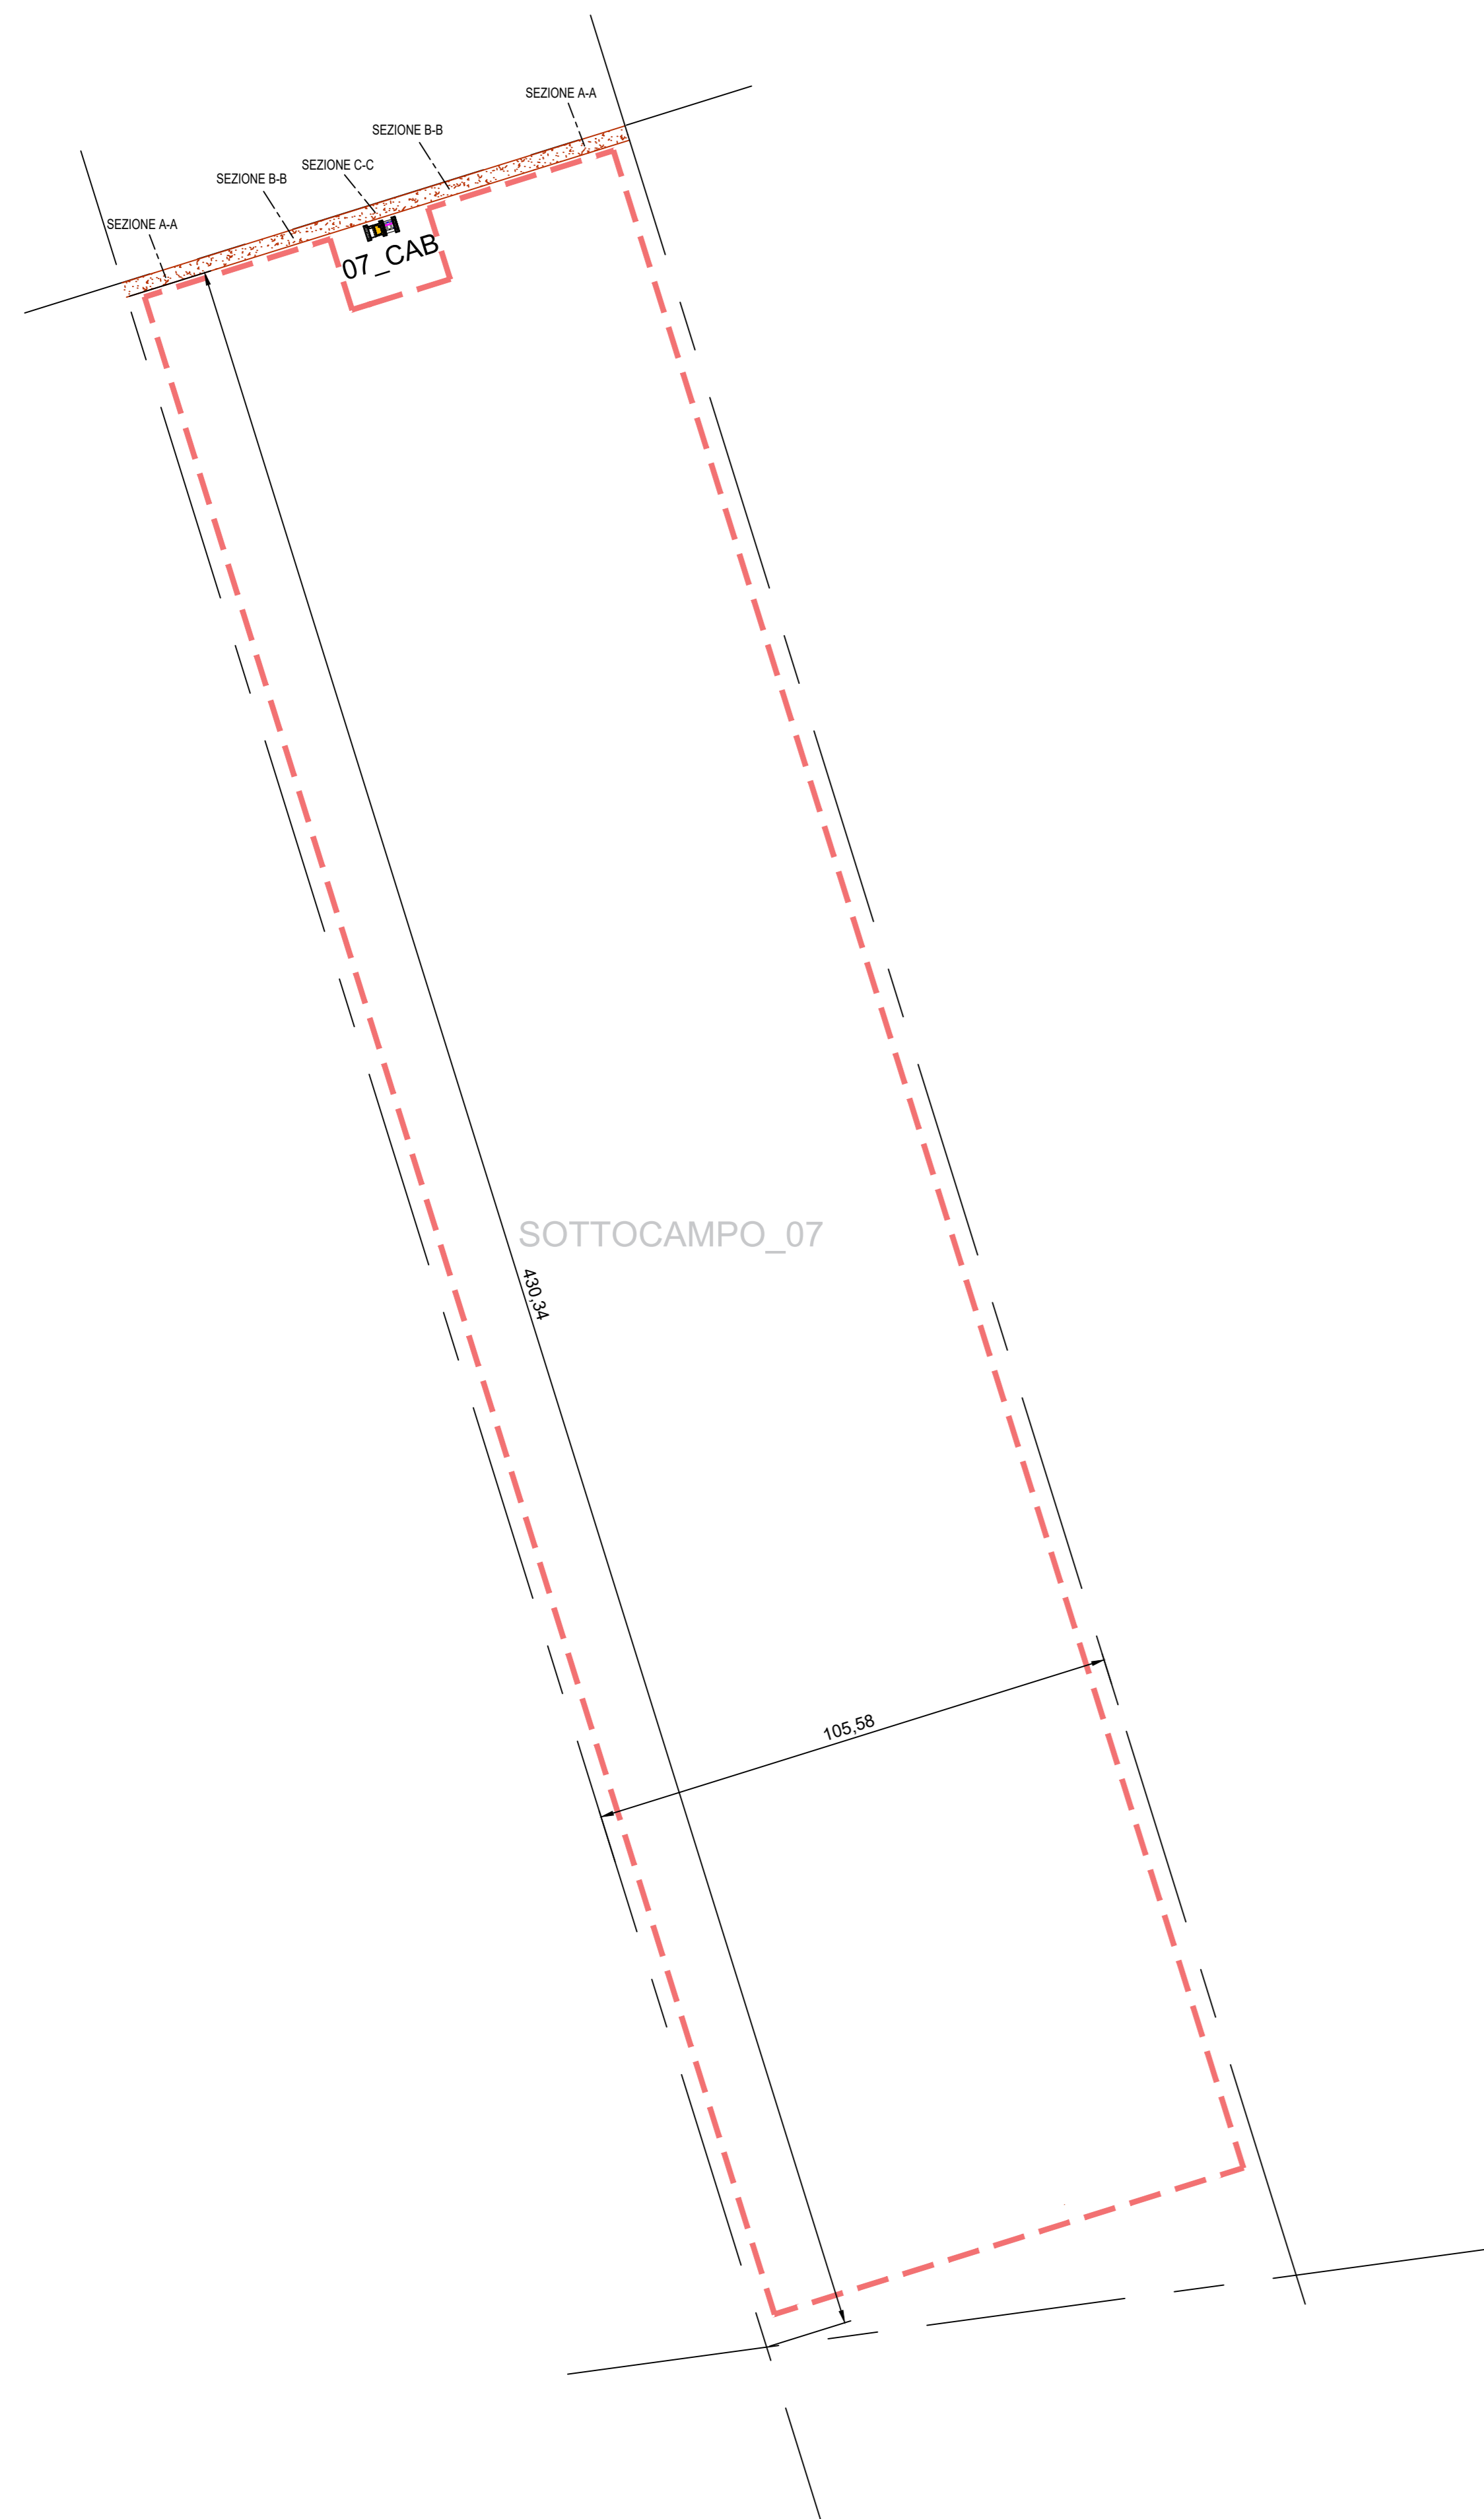 SEZIONE A-A
SEZIONE B-B
SEZIONE C-C
SEZIONE B-B
SEZIONE A-A
07_CAB
SOTTOCAMPO_07
430,34
105,58